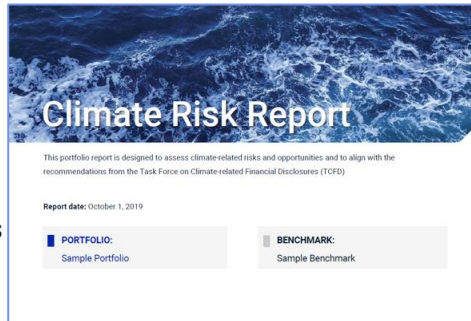 Climate Risk Report
This portfolio report is designed to assess climate-related risks and opportunities and to align with the
recommendations from the Task Force on Climate-related Financial Disclosures (TCFD)
Report date: October 1, 2019
PORTFOLIO:
Sample Portfolio
BENCHMARK:
Sample Benchmark